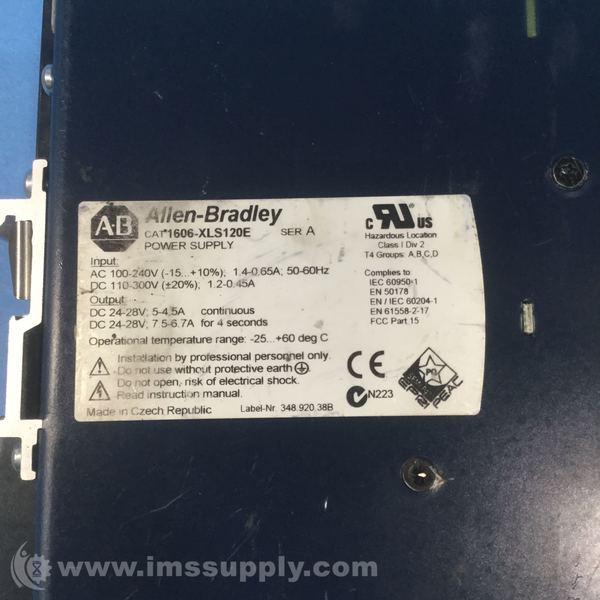 AB Allen-Bradley
CAT 1606-XLS120E SER A
POWER SUPPLY
Input:
AC 100-240V (-15...+10%); 1.4-0.65A; 50-60Hz
DC 110-300V (±20%); 1.2-0.45A
Output:
DC 24-28V; 5-4.5A continuous
DC 24-28V; 7.5-6.7A for 4 seconds
Operational temperature range: -25...+60 deg C
Installation by professional personnel only.
Do not use without protective earth
Do not open, risk of electrical shock.
Read instruction manual.
Made in Czech Republic Label-Nr. 348.920.38B
c RU US
Hazardous Location
Class I Div 2
T4 Groups: A,B,C,D
Complies to:
IEC 60950-1
EN 50178
EN / IEC 60204-1
EN 61558-2-17
FCC Part 15
CE
N223
PQ
EPRI PEAC
www.imssupply.com